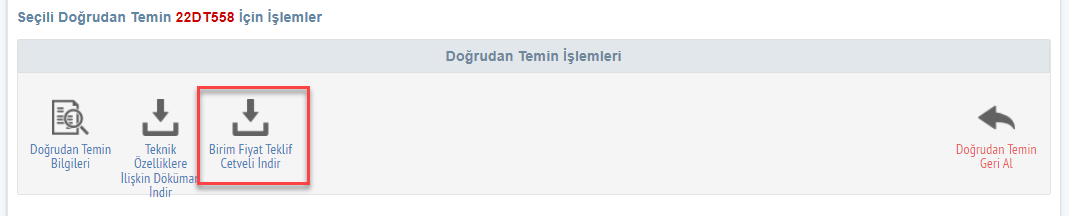 Seçili Doğrudan Temin 22DT558 İçin İşlemler
Doğrudan Temin İşlemleri
Doğrudan Temin
Bilgileri
Teknik
Özelliklere
İlişkin Döküman
İndir
Birim Fiyat Teklif
Cetveli İndir
Doğrudan Temin
Geri Al